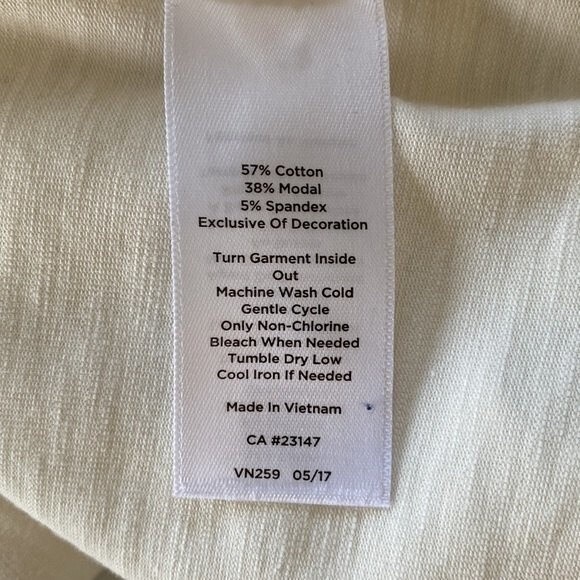 57% Cotton
38% Modal
5% Spandex
Exclusive Of Decoration
Turn Garment Inside
Out
Machine Wash Cold
Gentle Cycle
Only Non-Chlorine
Bleach When Needed
Tumble Dry Low
Cool Iron If Needed
Made In Vietnam
CA #23147
VN259 05/17